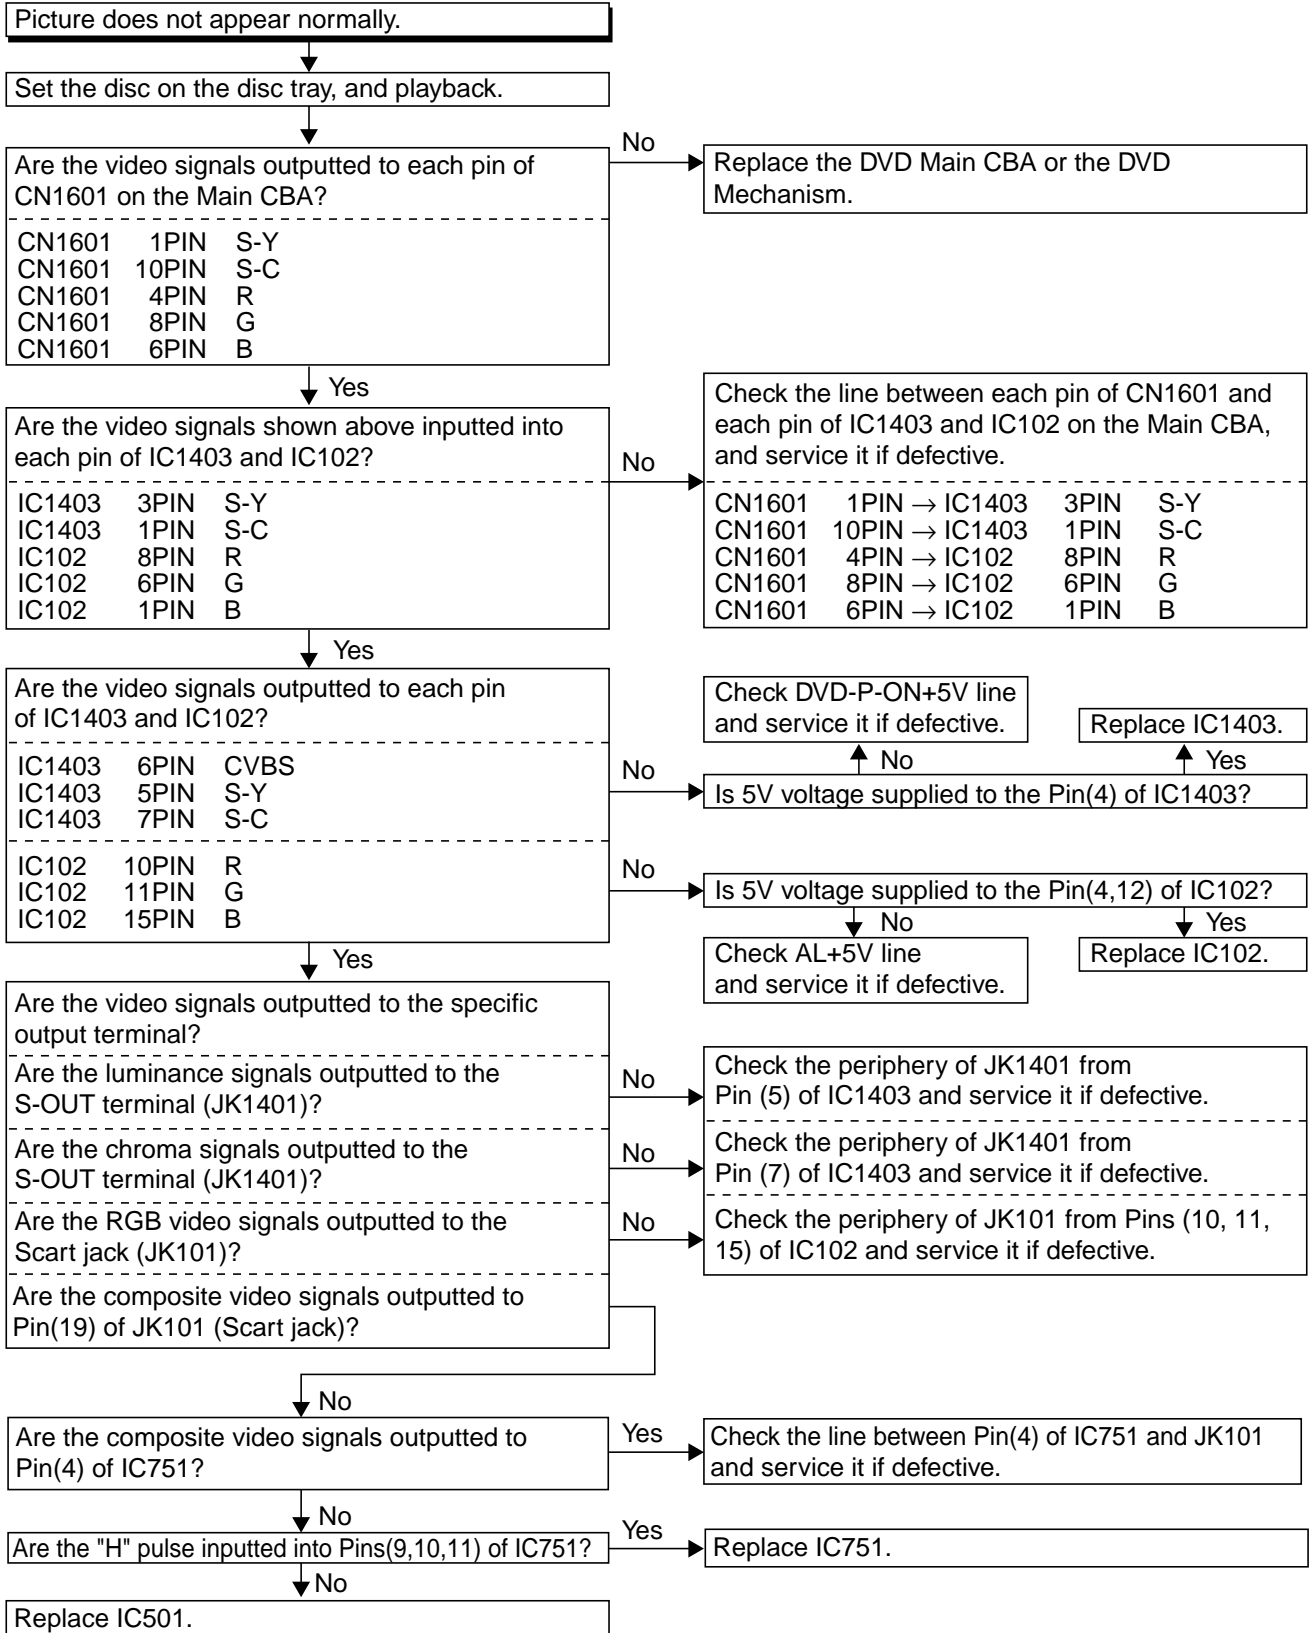 Picture does not appear normally.
Set the disc on the disc tray, and playback.
Are the video signals outputted to each pin of
CN1601 on the Main CBA?
CN1601 1PIN S-Y
CN1601 10PIN S-C
CN1601 4PIN R
CN1601 8PIN G
CN1601 6PIN B
No
Replace the DVD Main CBA or the DVD
Mechanism.
Yes
Are the video signals shown above inputted into
each pin of IC1403 and IC102?
IC1403 3PIN S-Y
IC1403 1PIN S-C
IC102 8PIN R
IC102 6PIN G
IC102 1PIN B
No
Check the line between each pin of CN1601 and
each pin of IC1403 and IC102 on the Main CBA,
and service it if defective.
CN1601 1PIN → IC1403 3PIN S-Y
CN1601 10PIN → IC1403 1PIN S-C
CN1601 4PIN → IC102 8PIN R
CN1601 8PIN → IC102 6PIN G
CN1601 6PIN → IC102 1PIN B
Yes
Are the video signals outputted to each pin
of IC1403 and IC102?
IC1403 6PIN CVBS
IC1403 5PIN S-Y
IC1403 7PIN S-C
IC102 10PIN R
IC102 11PIN G
IC102 15PIN B
Check DVD-P-ON+5V line
and service it if defective.
Replace IC1403.
No
Yes
No
Is 5V voltage supplied to the Pin(4) of IC1403?
No
Is 5V voltage supplied to the Pin(4,12) of IC102?
No
Yes
Check AL+5V line
and service it if defective.
Replace IC102.
Yes
Are the video signals outputted to the specific
output terminal?
Are the luminance signals outputted to the
S-OUT terminal (JK1401)?
No
Check the periphery of JK1401 from
Pin (5) of IC1403 and service it if defective.
Are the chroma signals outputted to the
S-OUT terminal (JK1401)?
No
Check the periphery of JK1401 from
Pin (7) of IC1403 and service it if defective.
Are the RGB video signals outputted to the
Scart jack (JK101)?
No
Check the periphery of JK101 from Pins (10, 11,
15) of IC102 and service it if defective.
Are the composite video signals outputted to
Pin(19) of JK101 (Scart jack)?
No
Are the composite video signals outputted to
Pin(4) of IC751?
Yes
Check the line between Pin(4) of IC751 and JK101
and service it if defective.
No
Are the "H" pulse inputted into Pins(9,10,11) of IC751?
Yes
Replace IC751.
No
Replace IC501.